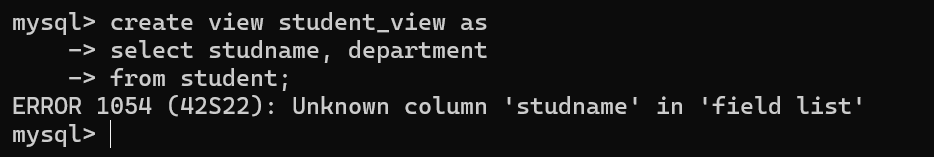 mysql> create view student_view as
    -> select studname, department
    -> from student;
ERROR 1054 (42S22): Unknown column 'studname' in 'field list'
mysql>